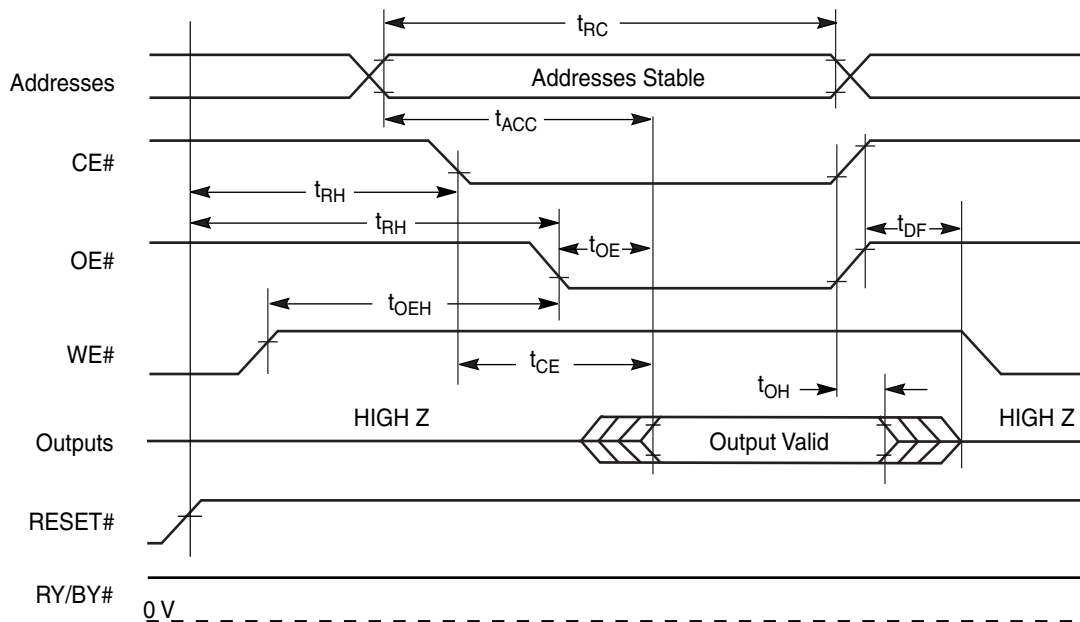 tRC
Addresses
Addresses Stable
tACC
CE#
tRH
tRH
OE#
tOE
tDF
tOEH
WE#
tCE
tOH
HIGH Z
HIGH Z
Outputs
Output Valid
RESET#
RY/BY#
0 V